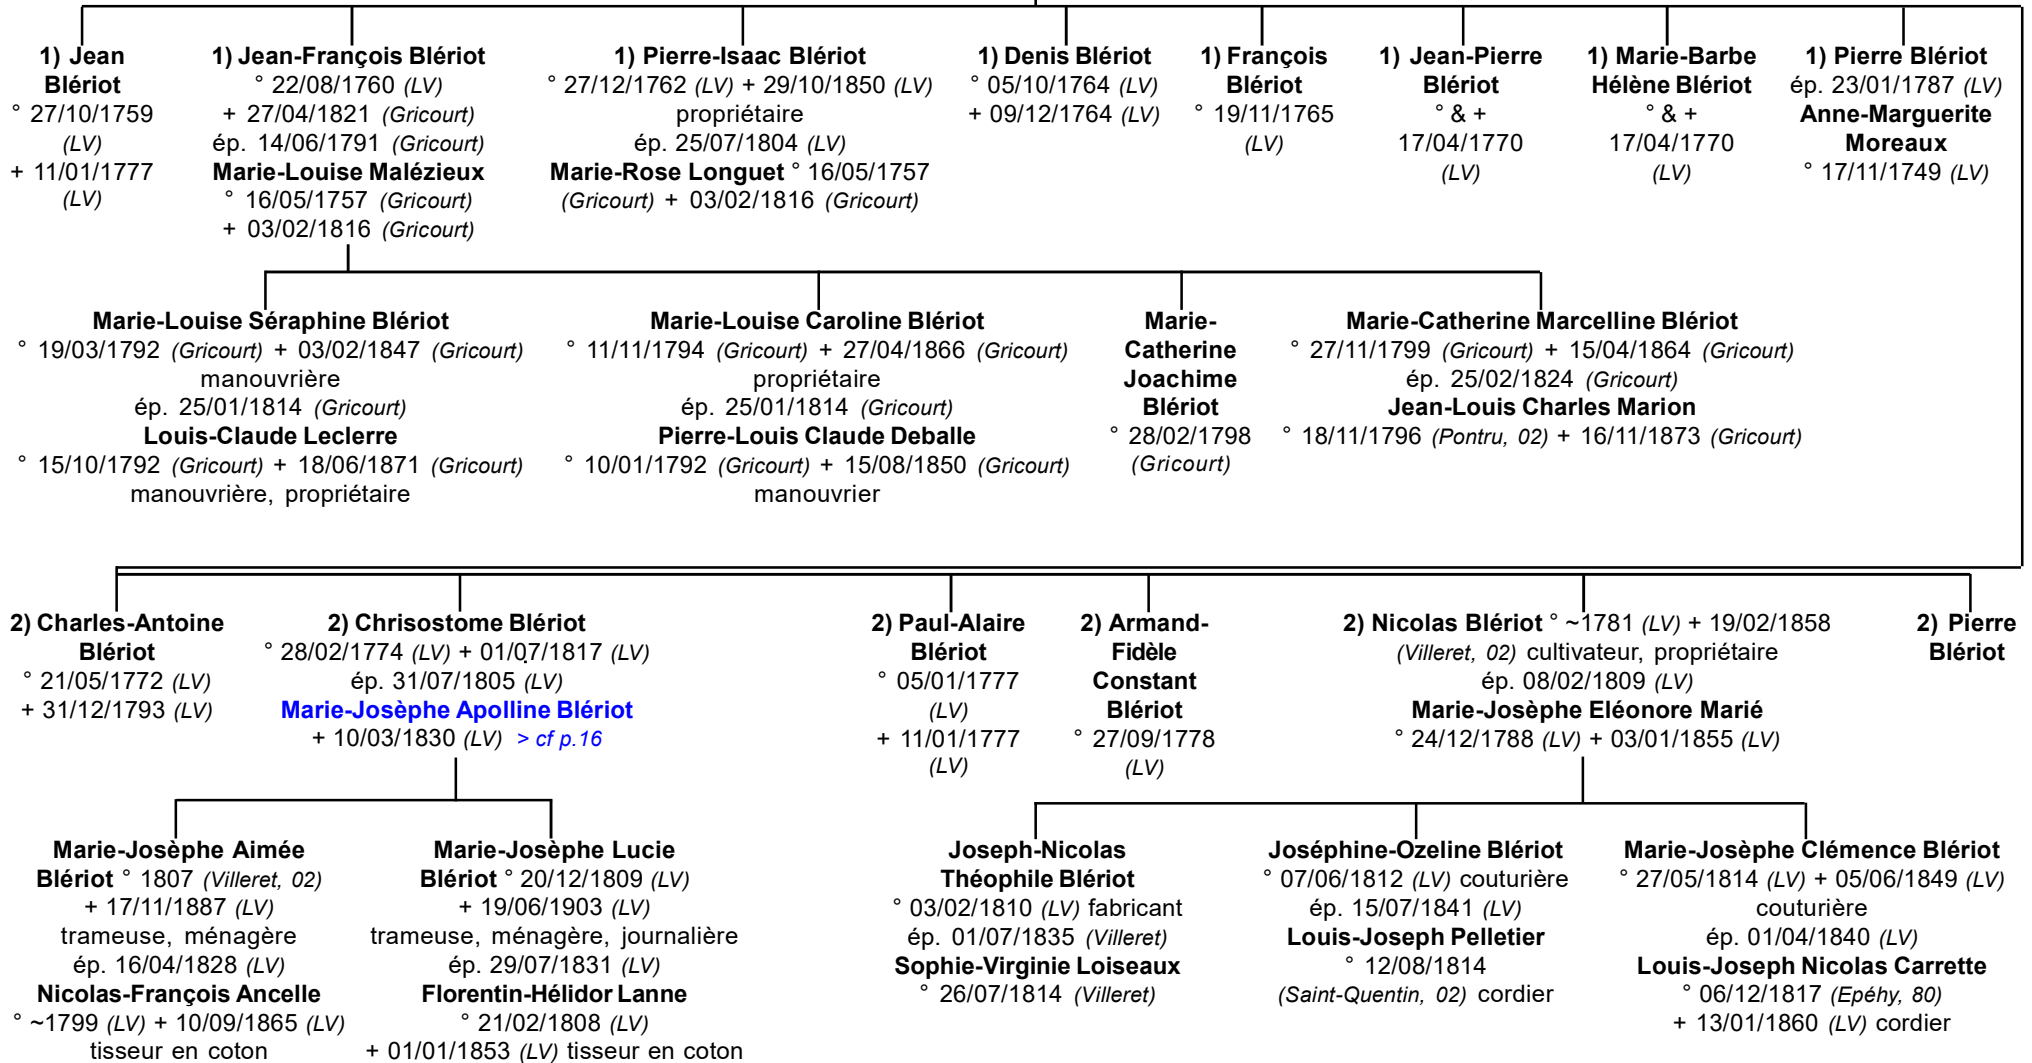 1) Jean
Blériot
° 27/10/1759
(LV)
+ 11/01/1777
(LV)
1) Jean-François Blériot
° 22/08/1760 (LV)
+ 27/04/1821 (Gricourt)
ép. 14/06/1791 (Gricourt)
Marie-Louise Malézieux
° 16/05/1757 (Gricourt)
+ 03/02/1816 (Gricourt)
1) Pierre-Isaac Blériot
° 27/12/1762 (LV) + 29/10/1850 (LV)
propriétaire
ép. 25/07/1804 (LV)
Marie-Rose Longuet ° 16/05/1757
(Gricourt) + 03/02/1816 (Gricourt)
1) Denis Blériot
° 05/10/1764 (LV)
+ 09/12/1764 (LV)
1) François
Blériot
° 19/11/1765
(LV)
1) Jean-Pierre
Blériot
° & +
17/04/1770
(LV)
1) Marie-Barbe
Hélène Blériot
° & +
17/04/1770
(LV)
1) Pierre Blériot
ép. 23/01/1787 (LV)
Anne-Marguerite
Moreaux
° 17/11/1749 (LV)
Marie-Louise Séraphine Blériot
° 19/03/1792 (Gricourt) + 03/02/1847 (Gricourt)
manouvrière
ép. 25/01/1814 (Gricourt)
Louis-Claude Leclerre
° 15/10/1792 (Gricourt) + 18/06/1871 (Gricourt)
manouvrière, propriétaire
Marie-Louise Caroline Blériot
° 11/11/1794 (Gricourt) + 27/04/1866 (Gricourt)
propriétaire
ép. 25/01/1814 (Gricourt)
Pierre-Louis Claude Deballe
° 10/01/1792 (Gricourt) + 15/08/1850 (Gricourt)
manouvrier
Marie-
Catherine
Joachime
Blériot
° 28/02/1798
(Gricourt)
Marie-Catherine Marcelline Blériot
° 27/11/1799 (Gricourt) + 15/04/1864 (Gricourt)
ép. 25/02/1824 (Gricourt)
Jean-Louis Charles Marion
° 18/11/1796 (Pontru, 02) + 16/11/1873 (Gricourt)
2) Charles-Antoine
Blériot
° 21/05/1772 (LV)
+ 31/12/1793 (LV)
2) Chrisostome Blériot
° 28/02/1774 (LV) + 01/07/1817 (LV)
ép. 31/07/1805 (LV)
Marie-Josèphe Apolline Blériot
+ 10/03/1830 (LV) > cf p.16
2) Paul-Alaire
Blériot
° 05/01/1777
(LV)
+ 11/01/1777
(LV)
2) Armand-
Fidèle
Constant
Blériot
° 27/09/1778
(LV)
2) Nicolas Blériot ° ~1781 (LV) + 19/02/1858
(Villeret, 02) cultivateur, propriétaire
ép. 08/02/1809 (LV)
Marie-Josèphe Eléonore Marié
° 24/12/1788 (LV) + 03/01/1855 (LV)
2) Pierre
Blériot
Marie-Josèphe Aimée
Blériot ° 1807 (Villeret, 02)
+ 17/11/1887 (LV)
trameuse, ménagère
ép. 16/04/1828 (LV)
Nicolas-François Ancelle
° ~1799 (LV) + 10/09/1865 (LV)
tisseur en coton
Marie-Josèphe Lucie
Blériot ° 20/12/1809 (LV)
+ 19/06/1903 (LV)
trameuse, ménagère, journalière
ép. 29/07/1831 (LV)
Florentin-Hélidor Lanne
° 21/02/1808 (LV)
+ 01/01/1853 (LV) tisseur en coton
Joseph-Nicolas
Théophile Blériot
° 03/02/1810 (LV) fabricant
ép. 01/07/1835 (Villeret)
Sophie-Virginie Loiseaux
° 26/07/1814 (Villeret)
Joséphine-Ozeline Blériot
° 07/06/1812 (LV) couturière
ép. 15/07/1841 (LV)
Louis-Joseph Pelletier
° 12/08/1814
(Saint-Quentin, 02) cordier
Marie-Josèphe Clémence Blériot
° 27/05/1814 (LV) + 05/06/1849 (LV)
couturière
ép. 01/04/1840 (LV)
Louis-Joseph Nicolas Carrette
° 06/12/1817 (Epéhy, 80)
+ 13/01/1860 (LV) cordier